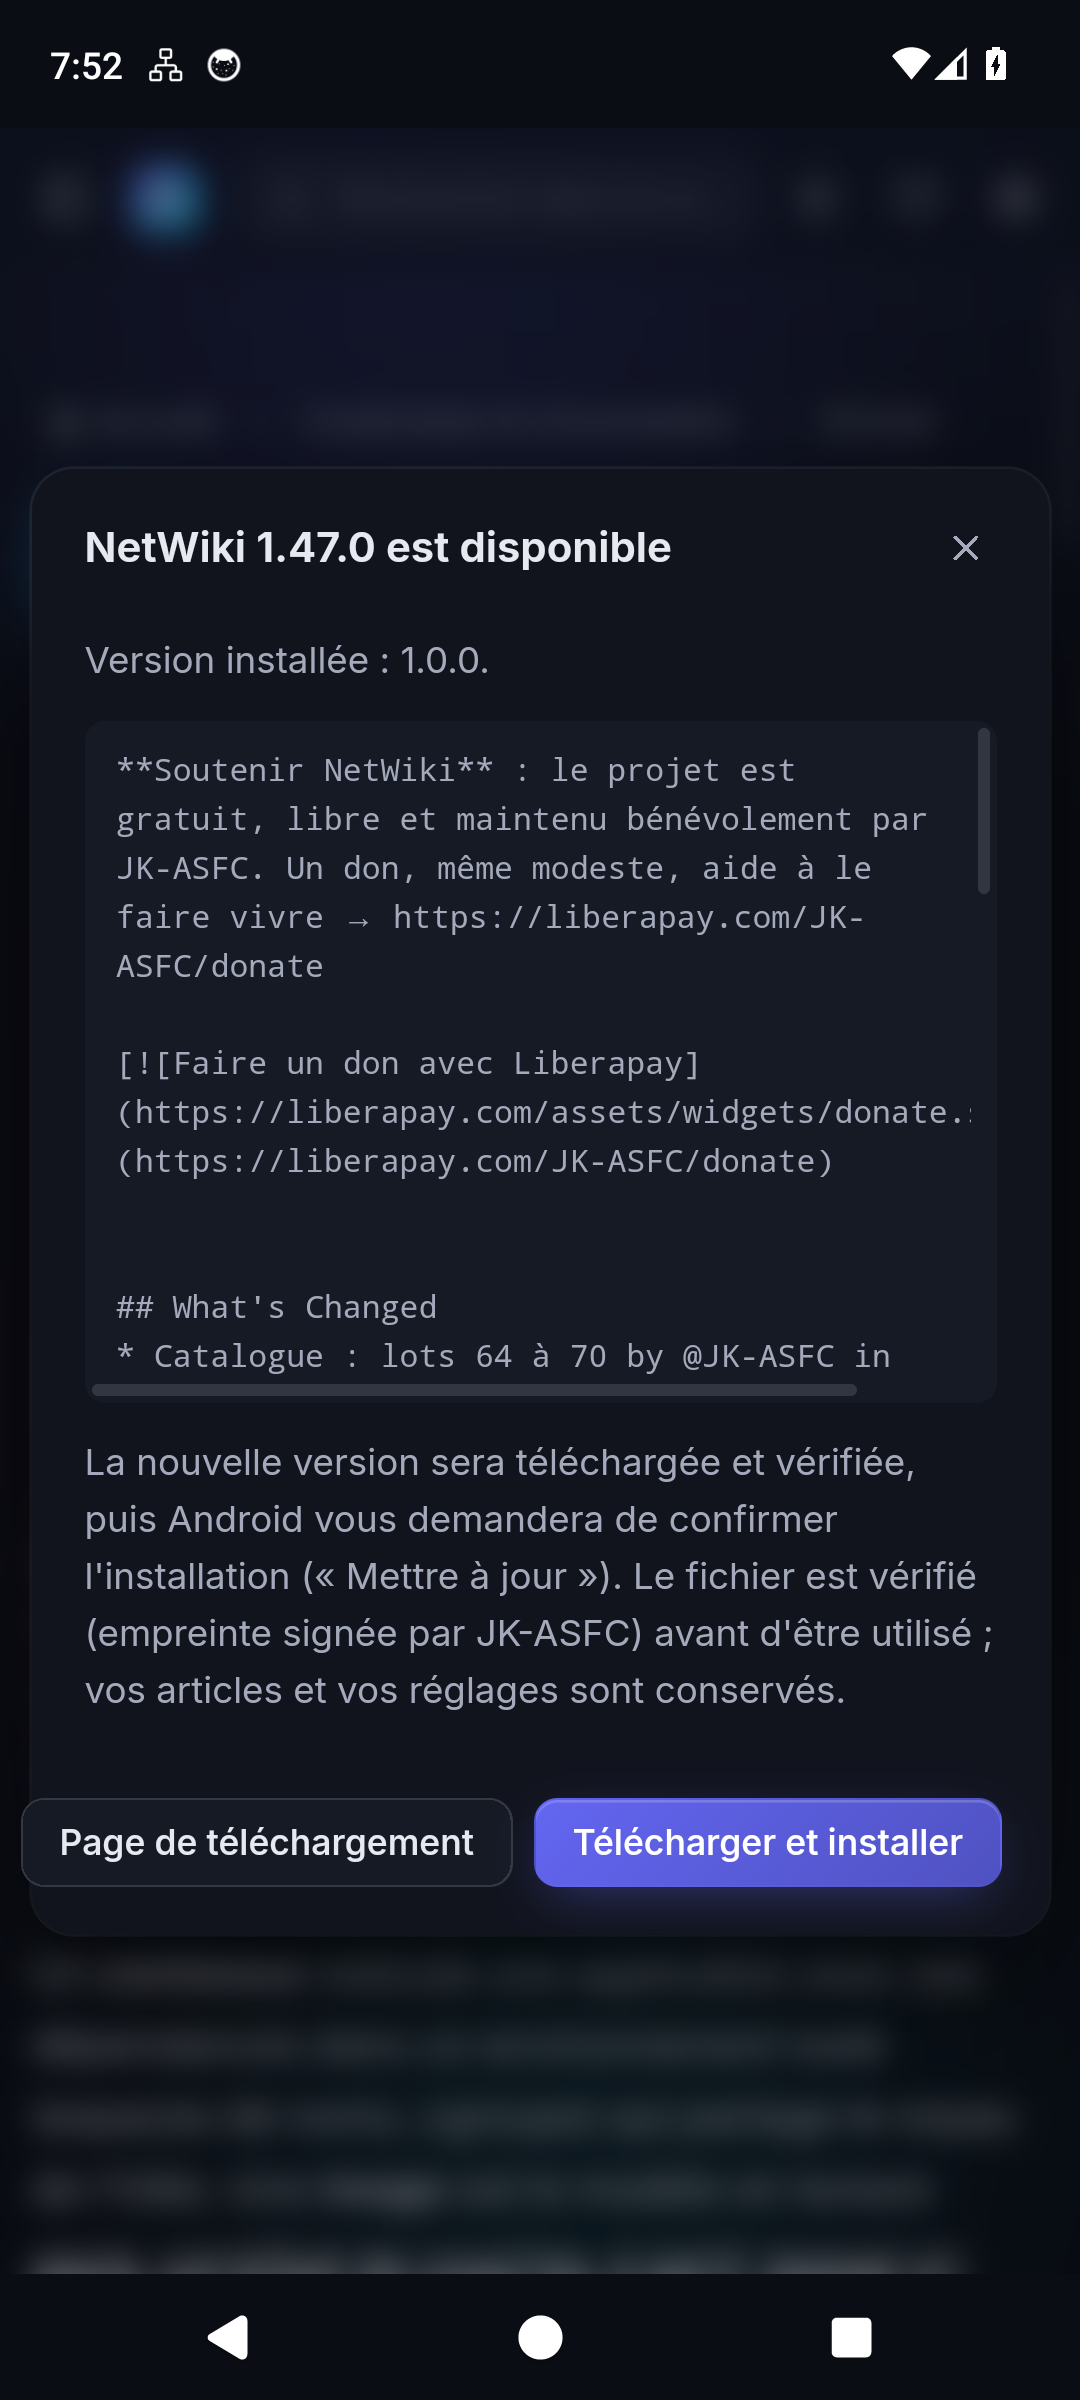 7:52
NetWiki 1.47.0 est disponible
Version installée : 1.0.0.
**Soutenir NetWiki** : le projet est
gratuit, libre et maintenu bénévolement par
JK-ASFC. Un don, même modeste, aide à le
faire vivre → https://liberapay.com/JK-
ASFC/donate
[![Faire un don avec Liberapay]
(https://liberapay.com/assets/widgets/donate.
(https://liberapay.com/JK-ASFC/donate)
## What's Changed
* Catalogue : lots 64 à 70 by @JK-ASFC in
La nouvelle version sera téléchargée et vérifiée,
puis Android vous demandera de confirmer
l'installation (« Mettre à jour »). Le fichier est vérifié
(empreinte signée par JK-ASFC) avant d'être utilisé ;
vos articles et vos réglages sont conservés.
Page de téléchargement
Télécharger et installer